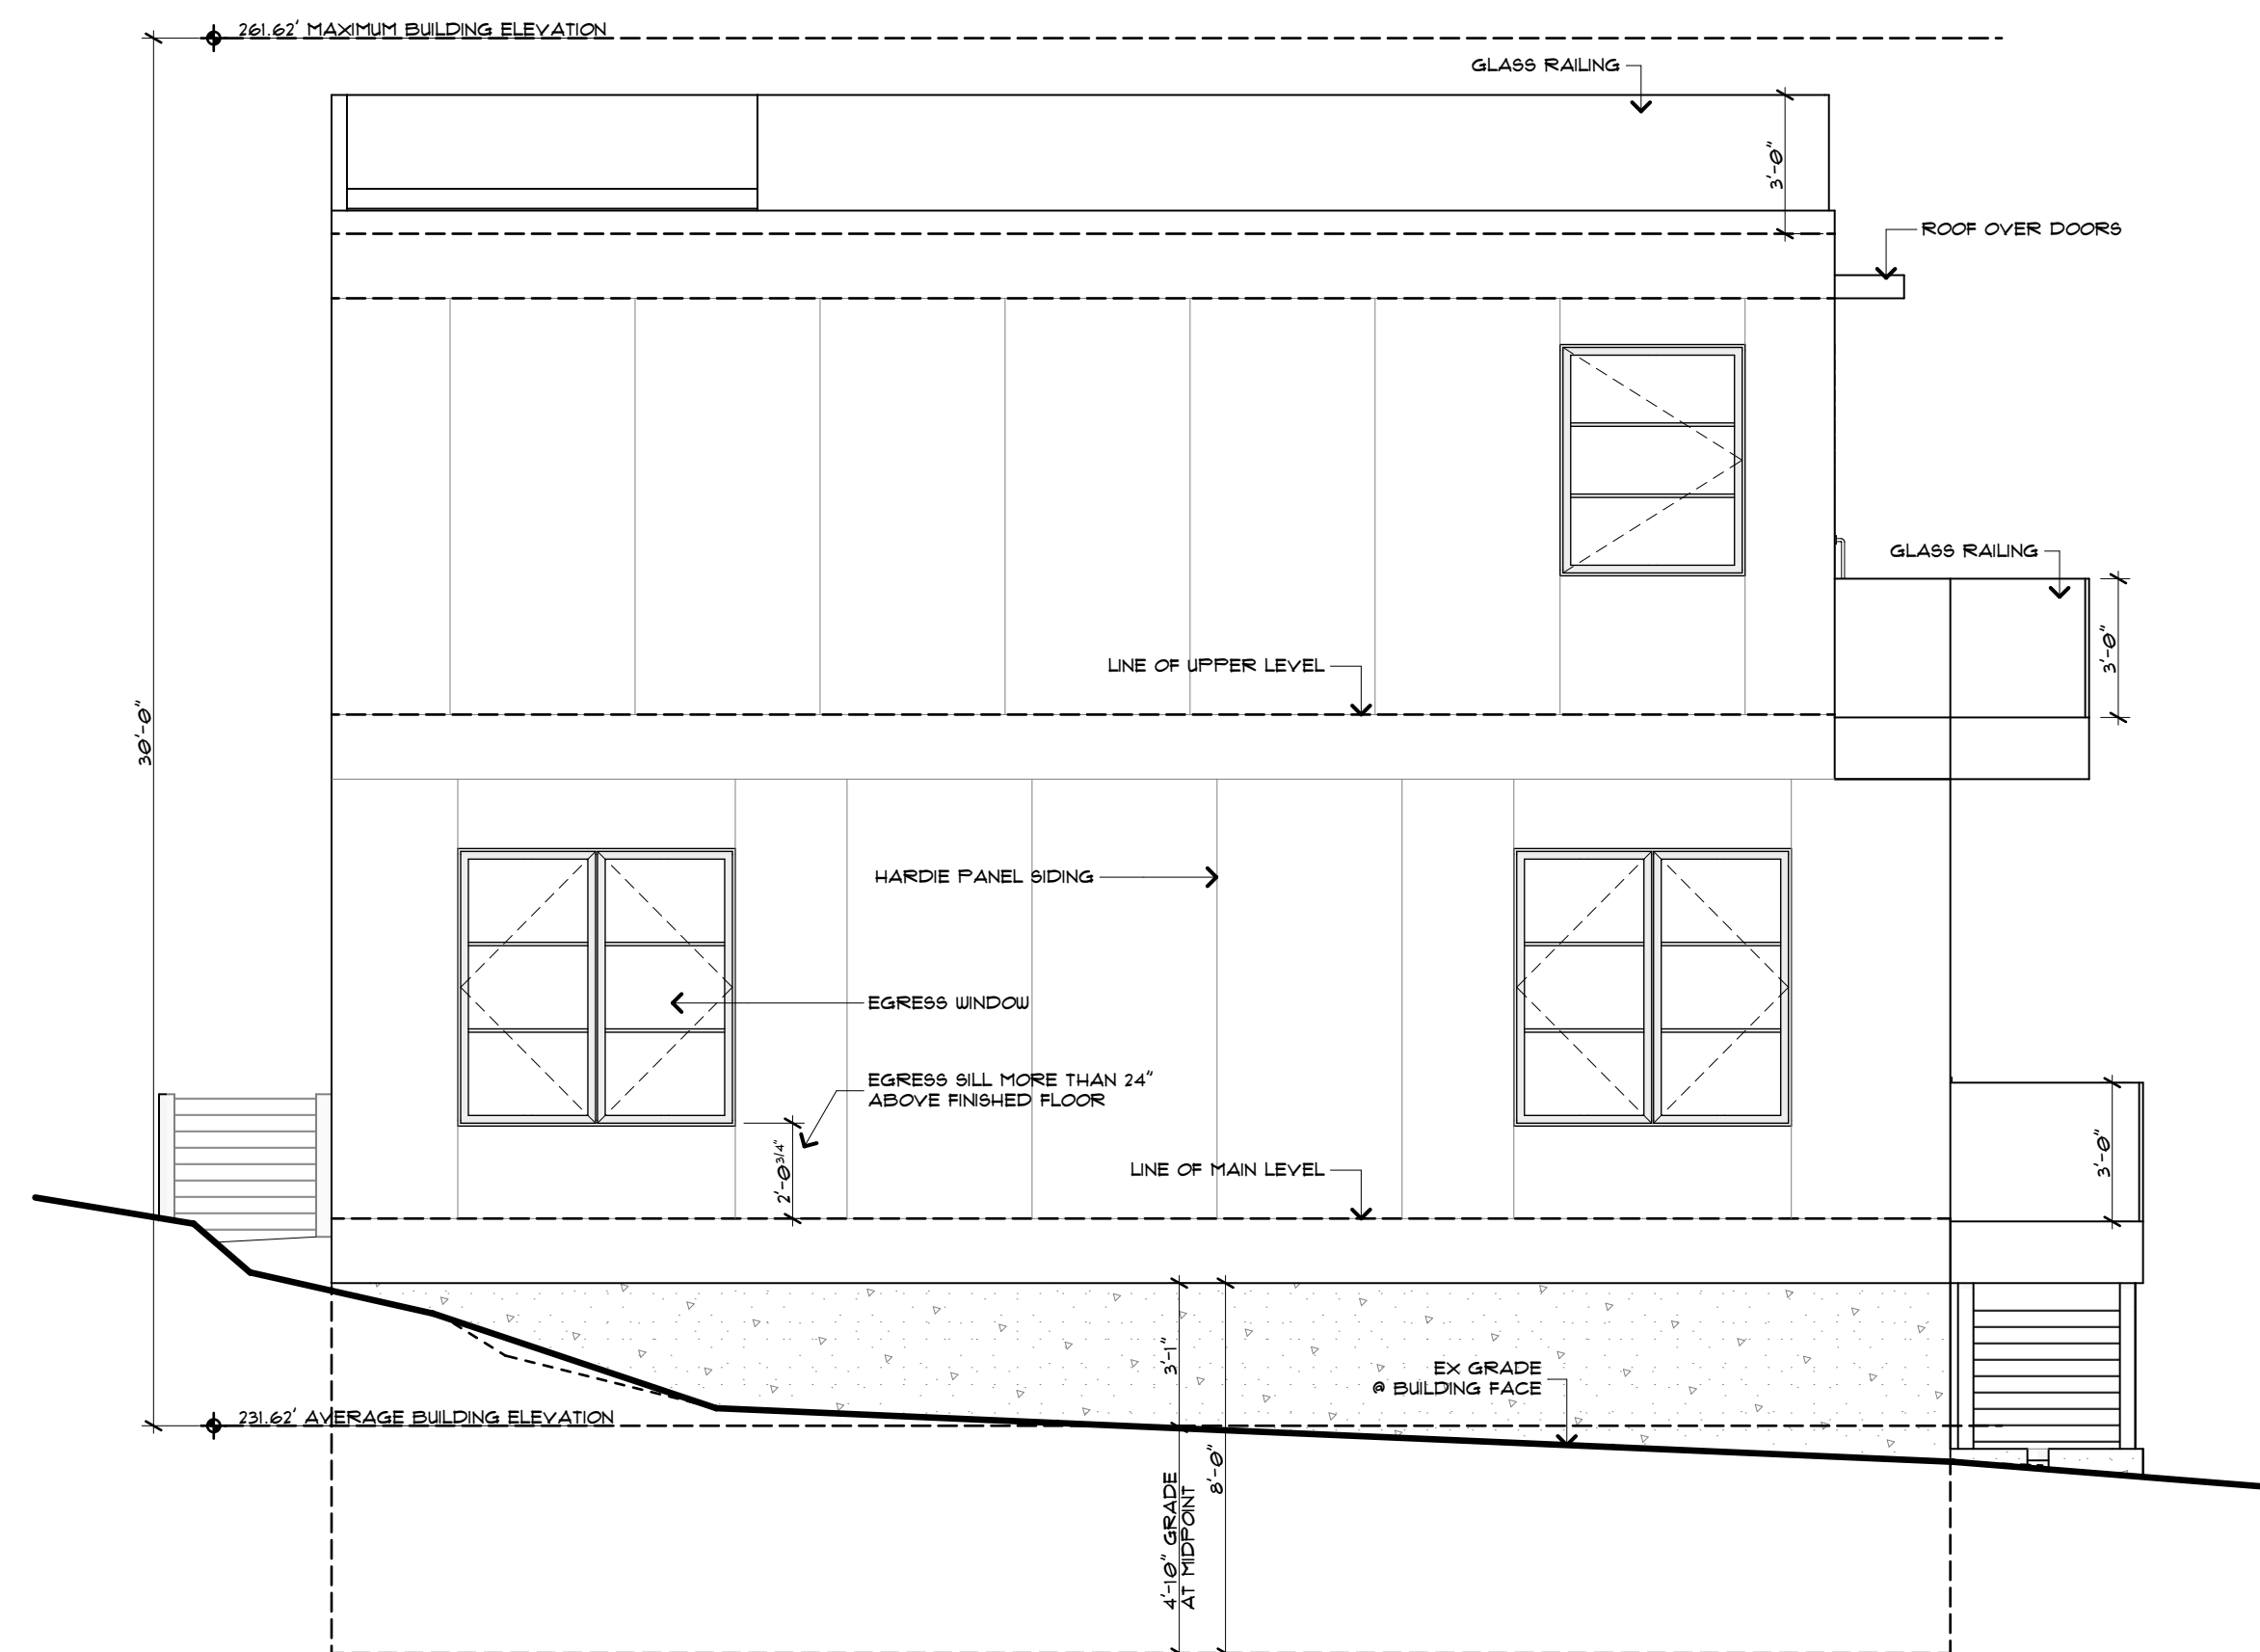 261.62' MAXIMUM BUILDING ELEVATION
GLASS RAILING
3'-0"
ROOF OVER DOORS
GLASS RAILING
3'-0"
LINE OF UPPER LEVEL
30'-0"
HARDIE PANEL SIDING
EGRESS WINDOW
EGRESS SILL MORE THAN 24"
ABOVE FINISHED FLOOR
2'-0 3/4"
LINE OF MAIN LEVEL
3'-0"
3'-1"
EX GRADE
@ BUILDING FACE
231.62' AVERAGE BUILDING ELEVATION
8'-0"
4'-10" GRADE
AT MIDPOINT